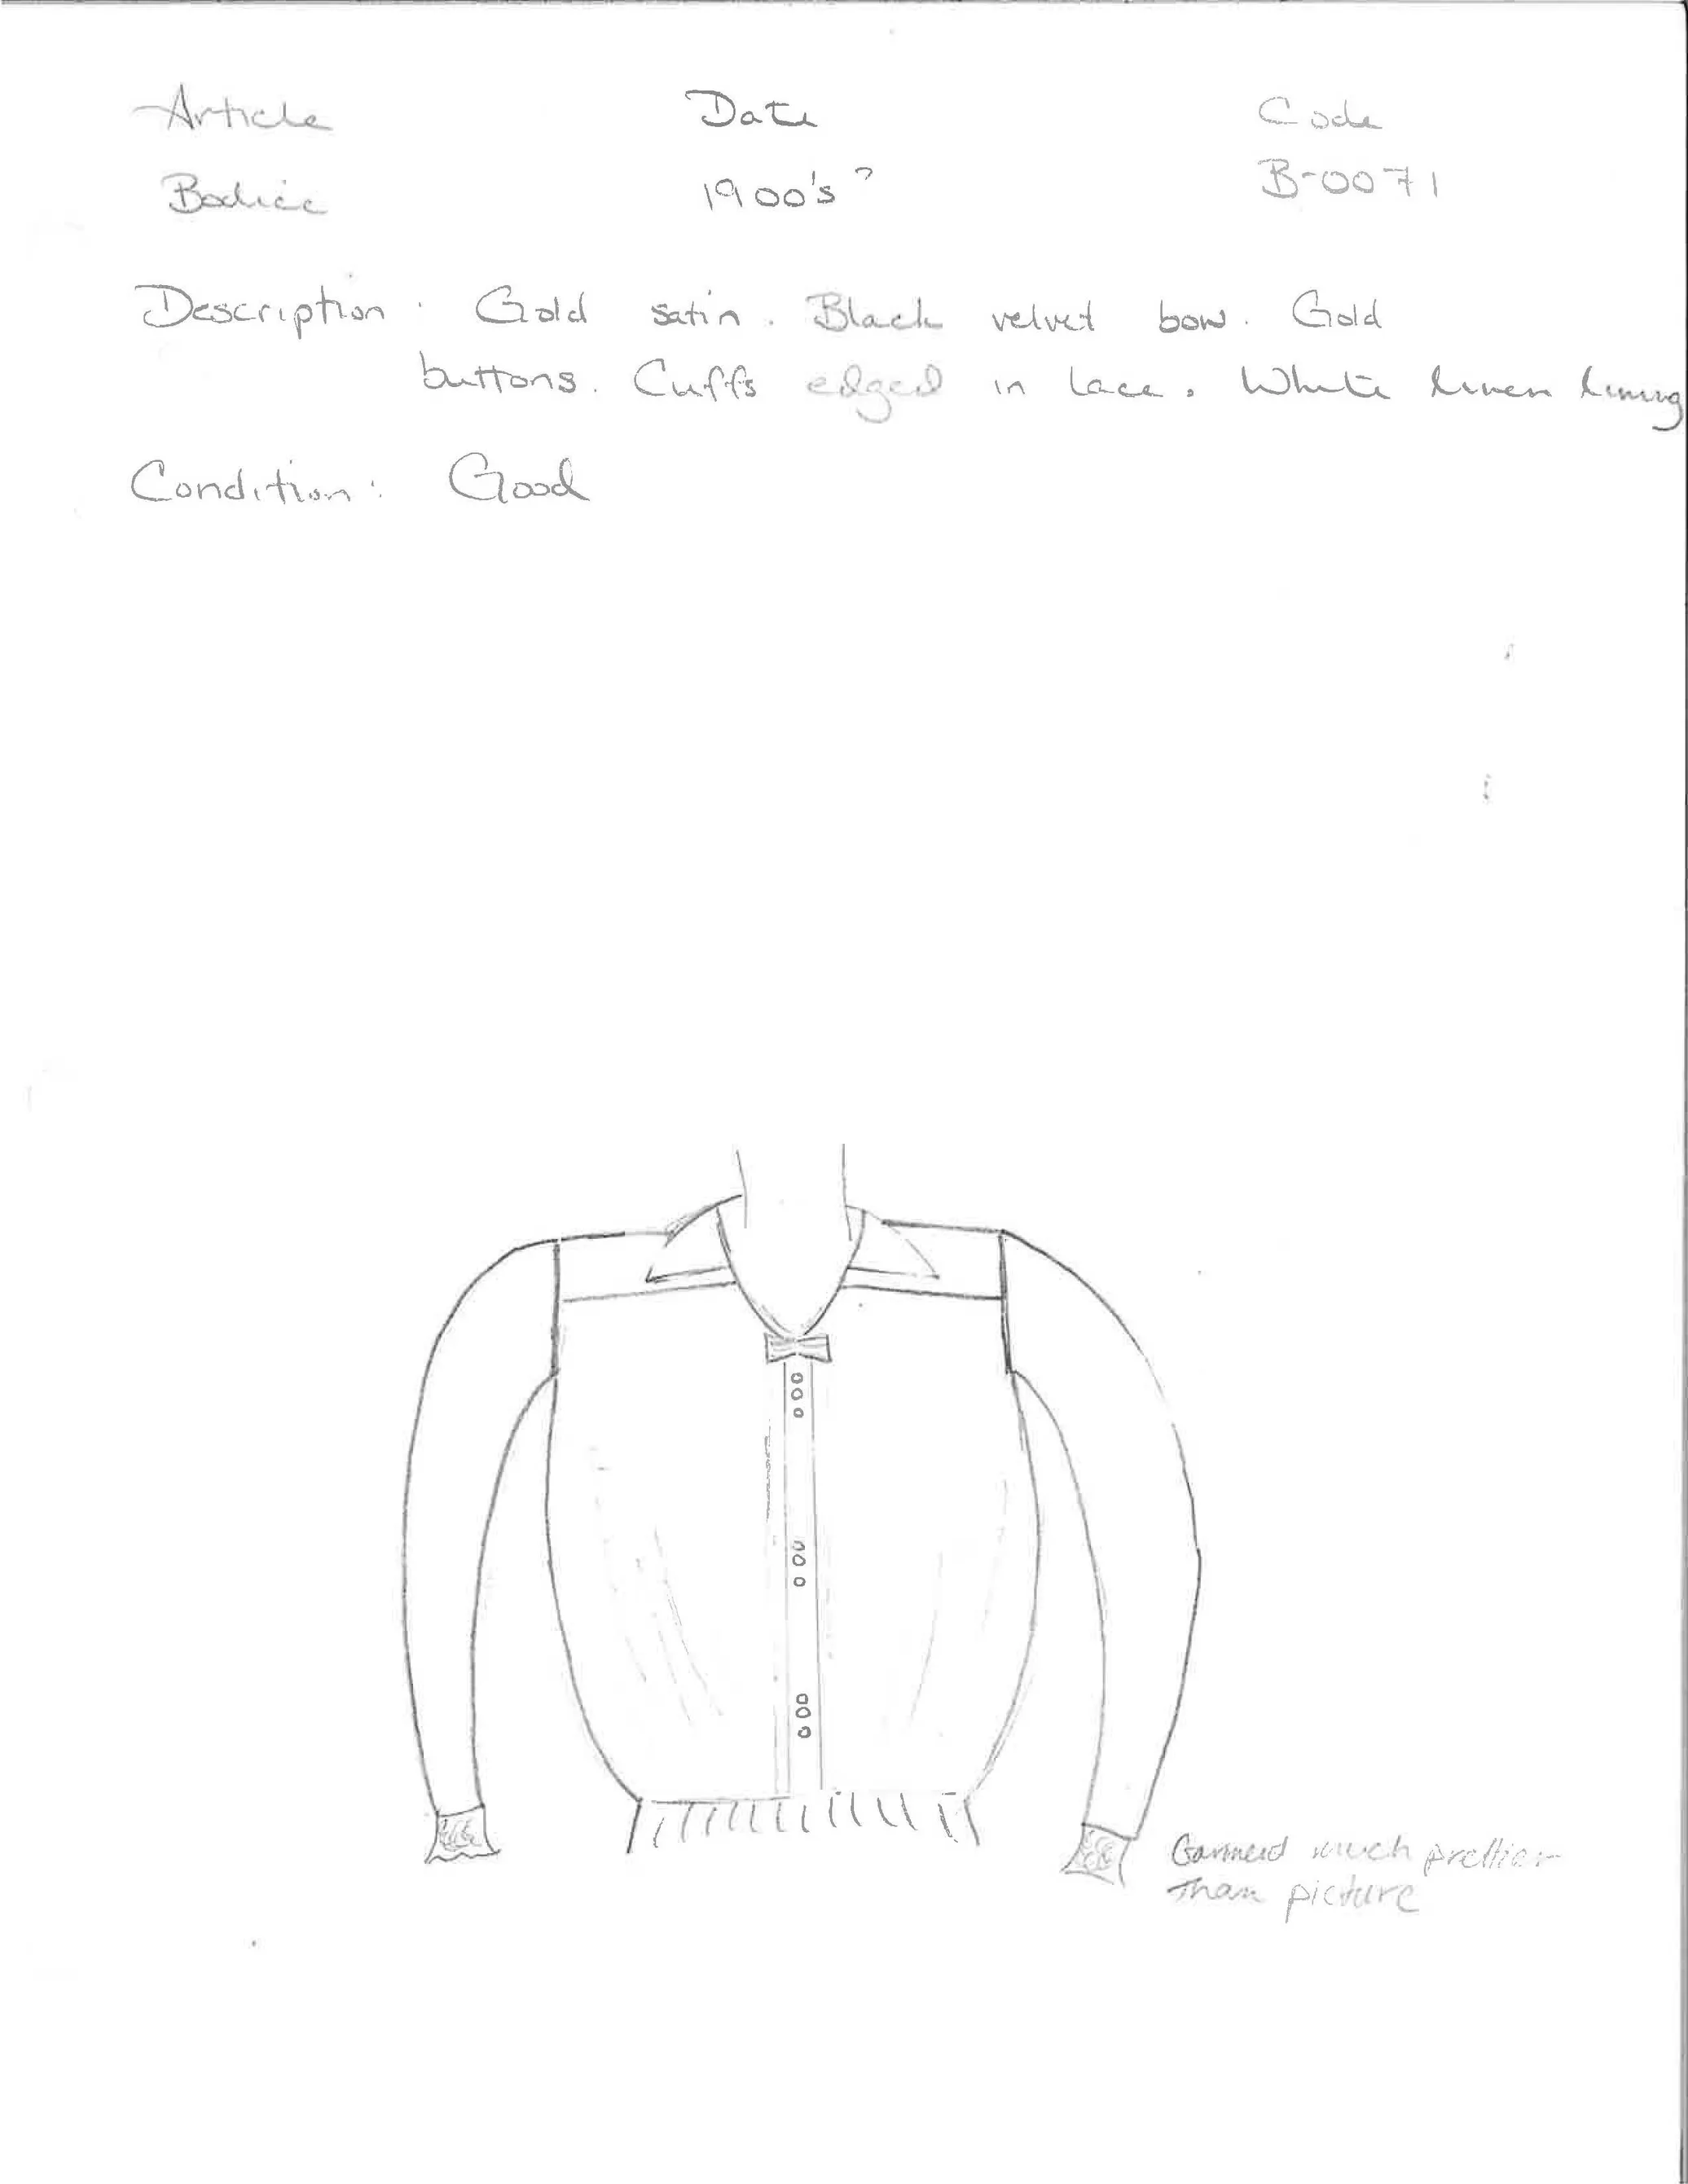 Article Date Code
Bodice 1900's ? B-0071
Description : Gold satin. Black velvet bow. Gold
buttons. Cuffs edged in lace. White linen lining
Condition: Good
Garment much prettier
Than picture